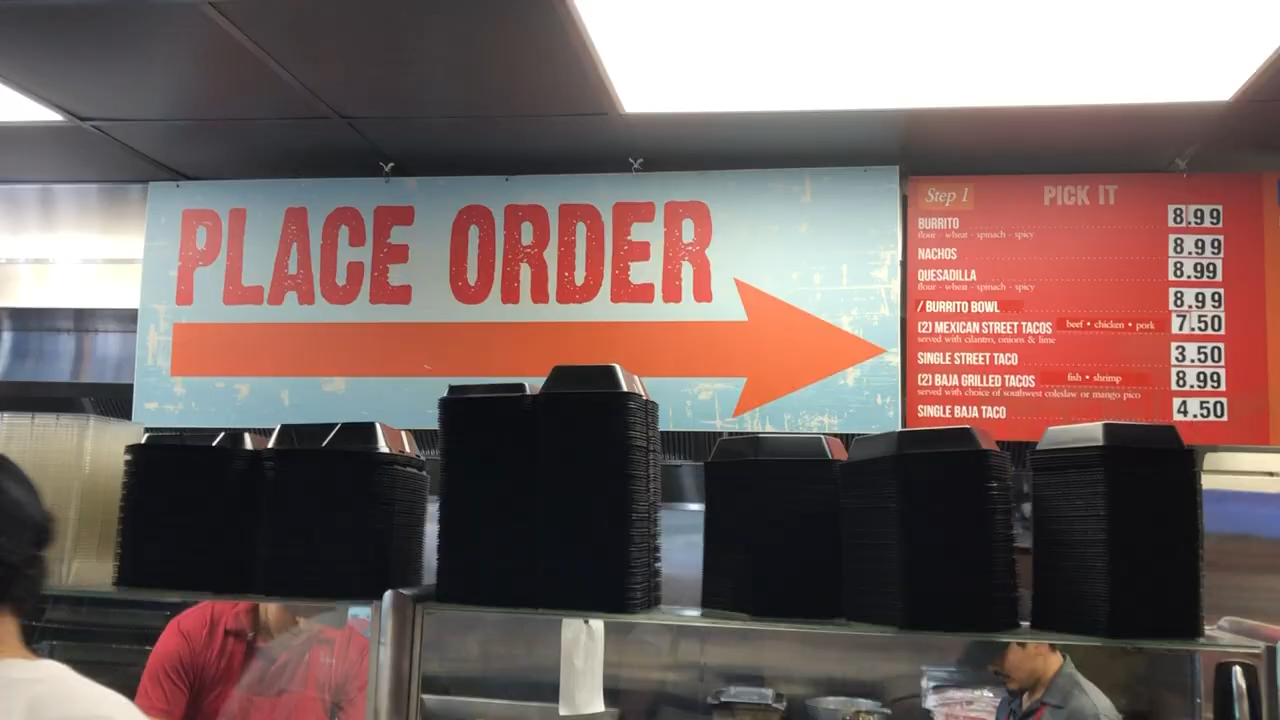 PLACE ORDER
Step 1 PICK IT
BURRITO 8.99
flour - wheat - spinach - spicy
NACHOS 8.99
QUESADILLA 8.99
flour - wheat - spinach - spicy
/ BURRITO BOWL 8.99
(2) MEXICAN STREET TACOS beef • chicken • pork 7.50
served with cilantro, onions & lime
SINGLE STREET TACO 3.50
(2) BAJA GRILLED TACOS fish • shrimp 8.99
served with choice of southwest coleslaw or mango pico
SINGLE BAJA TACO 4.50